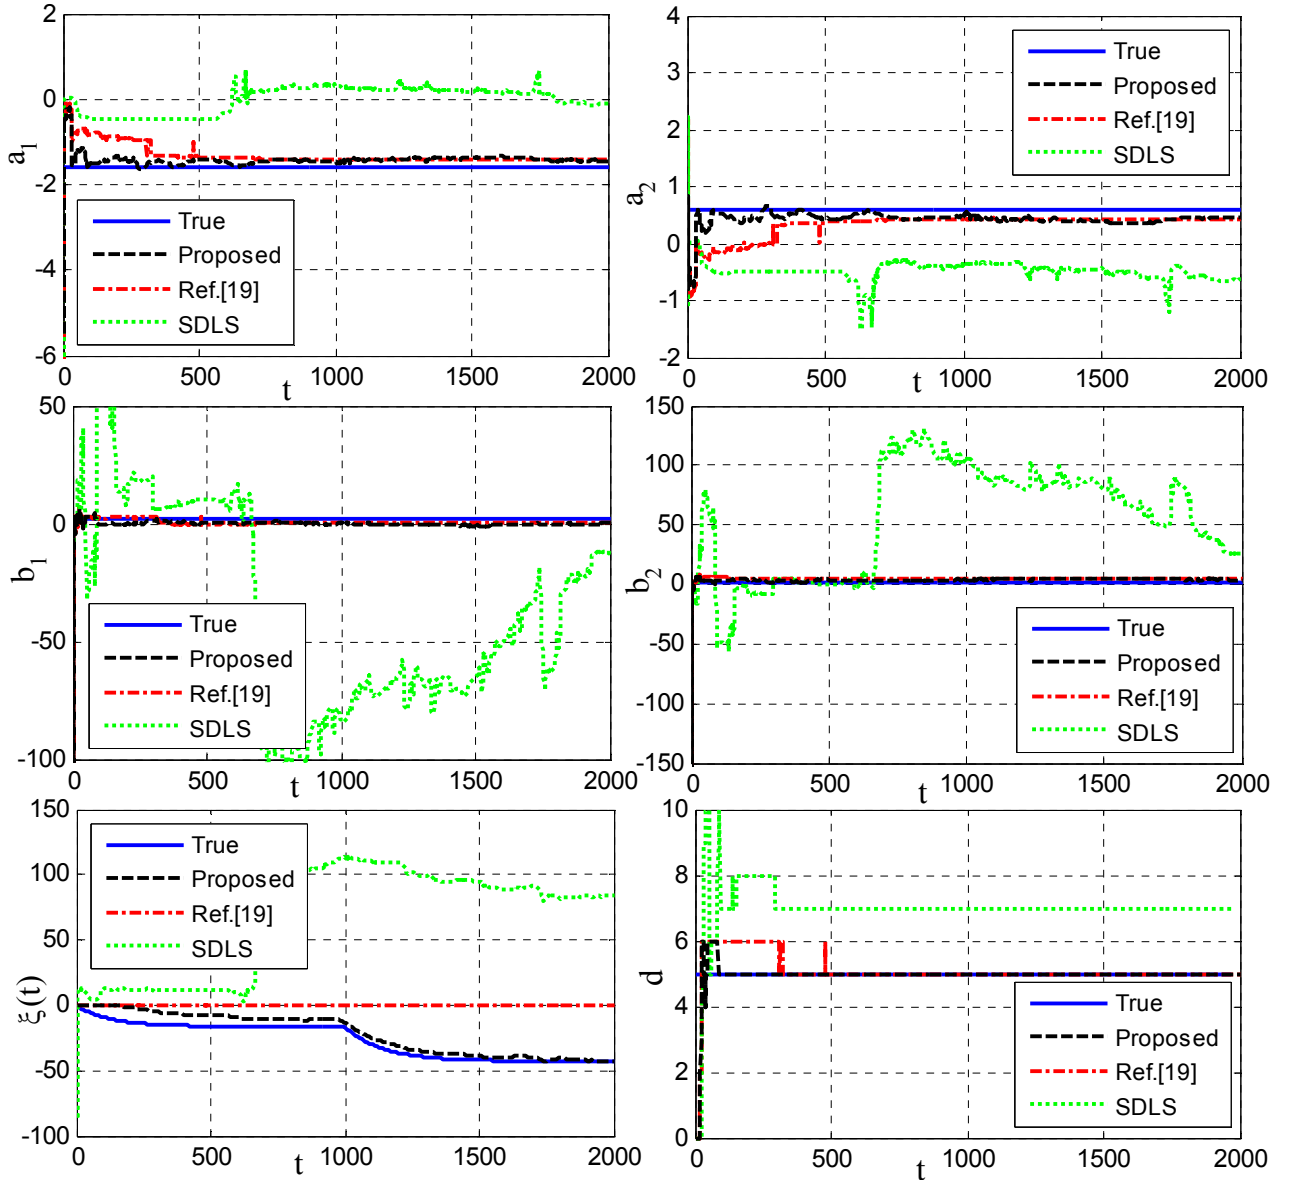 2
0
-2
-4
-6
a1
True
Proposed
Ref.[19]
SDLS
0
500
1000
1500
2000
t
4
3
2
1
0
-1
-2
a2
True
Proposed
Ref.[19]
SDLS
0
500
1000
1500
2000
t
50
0
-50
-100
b1
True
Proposed
Ref.[19]
SDLS
0
500
1000
1500
2000
t
150
100
50
0
-50
-100
-150
b2
True
Proposed
Ref.[19]
SDLS
0
500
1000
1500
2000
t
150
100
50
0
-50
-100
ξ(t)
True
Proposed
Ref.[19]
SDLS
0
500
1000
1500
2000
t
10
8
6
4
2
0
d
True
Proposed
Ref.[19]
SDLS
0
500
1000
1500
2000
t